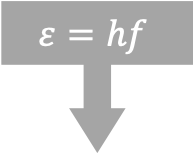 ε = hf